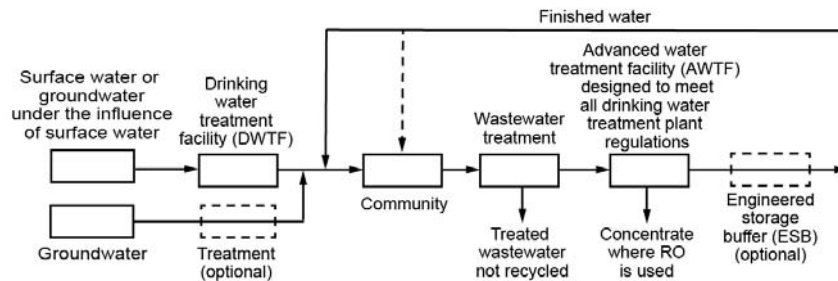 Finished water
Surface water or
groundwater
under the influence
of surface water
Drinking
water
treatment
facility (DWTF)
Wastewater
treatment
Advanced water
treatment facility (AWTF)
designed to meet
all drinking water
treatment plant
regulations
Community
Groundwater
Treatment
(optional)
Treated
wastewater
not recycled
Concentrate
where RO
is used
Engineered
storage
buffer (ESB)
(optional)